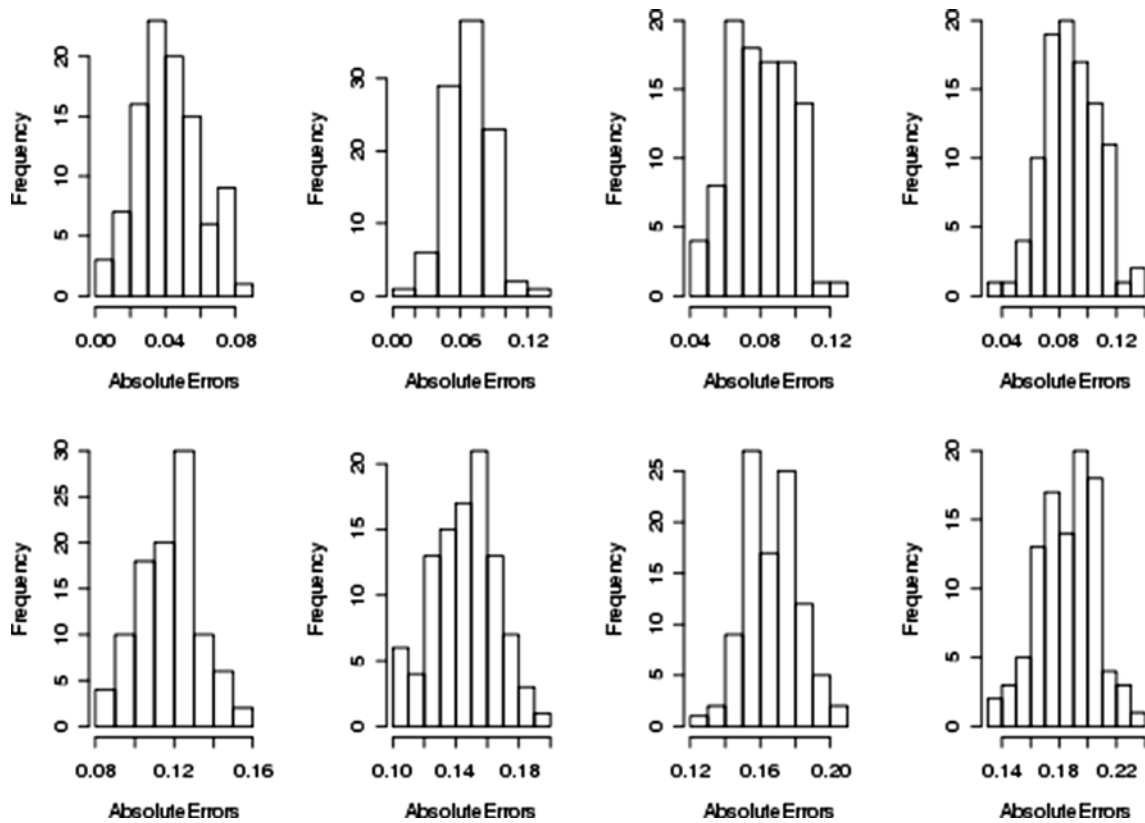 Frequency
0 5 10 15 20
0.00 0.04 0.08
Absolute Errors
Frequency
0 10 20 30
0.00 0.06 0.12
Absolute Errors
Frequency
0 5 10 15 20
0.04 0.08 0.12
Absolute Errors
Frequency
0 5 10 15 20
0.04 0.08 0.12
Absolute Errors
Frequency
0 5 10 15 20 25 30
0.08 0.12 0.16
Absolute Errors
Frequency
0 5 10 15 20
0.10 0.14 0.18
Absolute Errors
Frequency
0 5 10 15 20 25
0.12 0.16 0.20
Absolute Errors
Frequency
0 5 10 15 20
0.14 0.18 0.22
Absolute Errors